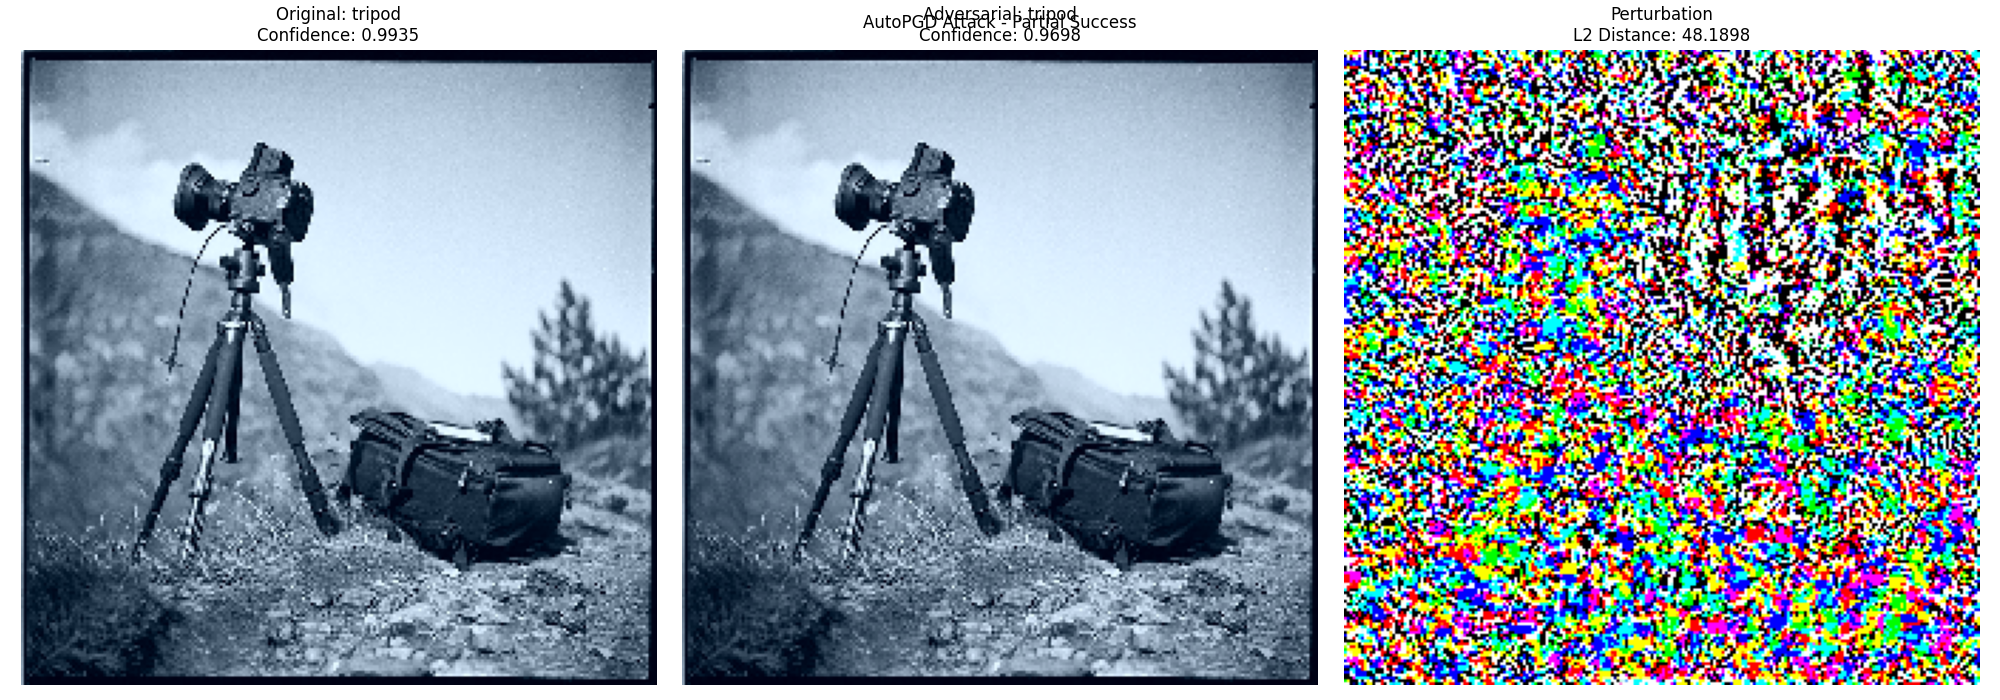 Original: tripod
Confidence: 0.9935
AutoPGD Attack - Partial Success
Adversarial: tripod
Confidence: 0.9698
Perturbation
L2 Distance: 48.1898